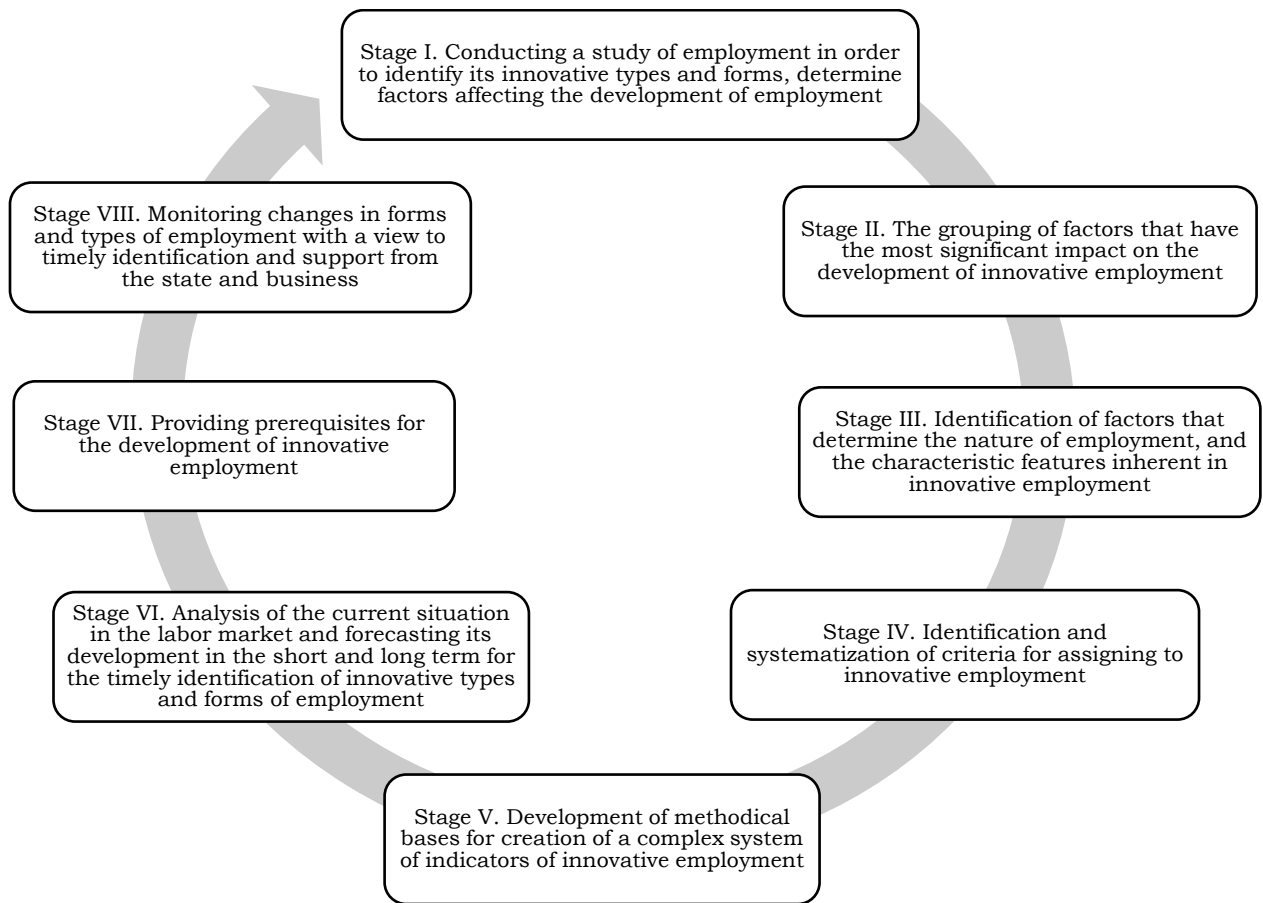 Stage I. Conducting a study of employment in order
to identify its innovative types and forms, determine
factors affecting the development of employment
Stage II. The grouping of factors that have
the most significant impact on the
development of innovative employment
Stage III. Identification of factors that
determine the nature of employment, and
the characteristic features inherent in
innovative employment
Stage IV. Identification and
systematization of criteria for assigning to
innovative employment
Stage V. Development of methodical
bases for creation of a complex system
of indicators of innovative employment
Stage VI. Analysis of the current situation
in the labor market and forecasting its
development in the short and long term for
the timely identification of innovative types
and forms of employment
Stage VII. Providing prerequisites for
the development of innovative
employment
Stage VIII. Monitoring changes in forms
and types of employment with a view to
timely identification and support from
the state and business